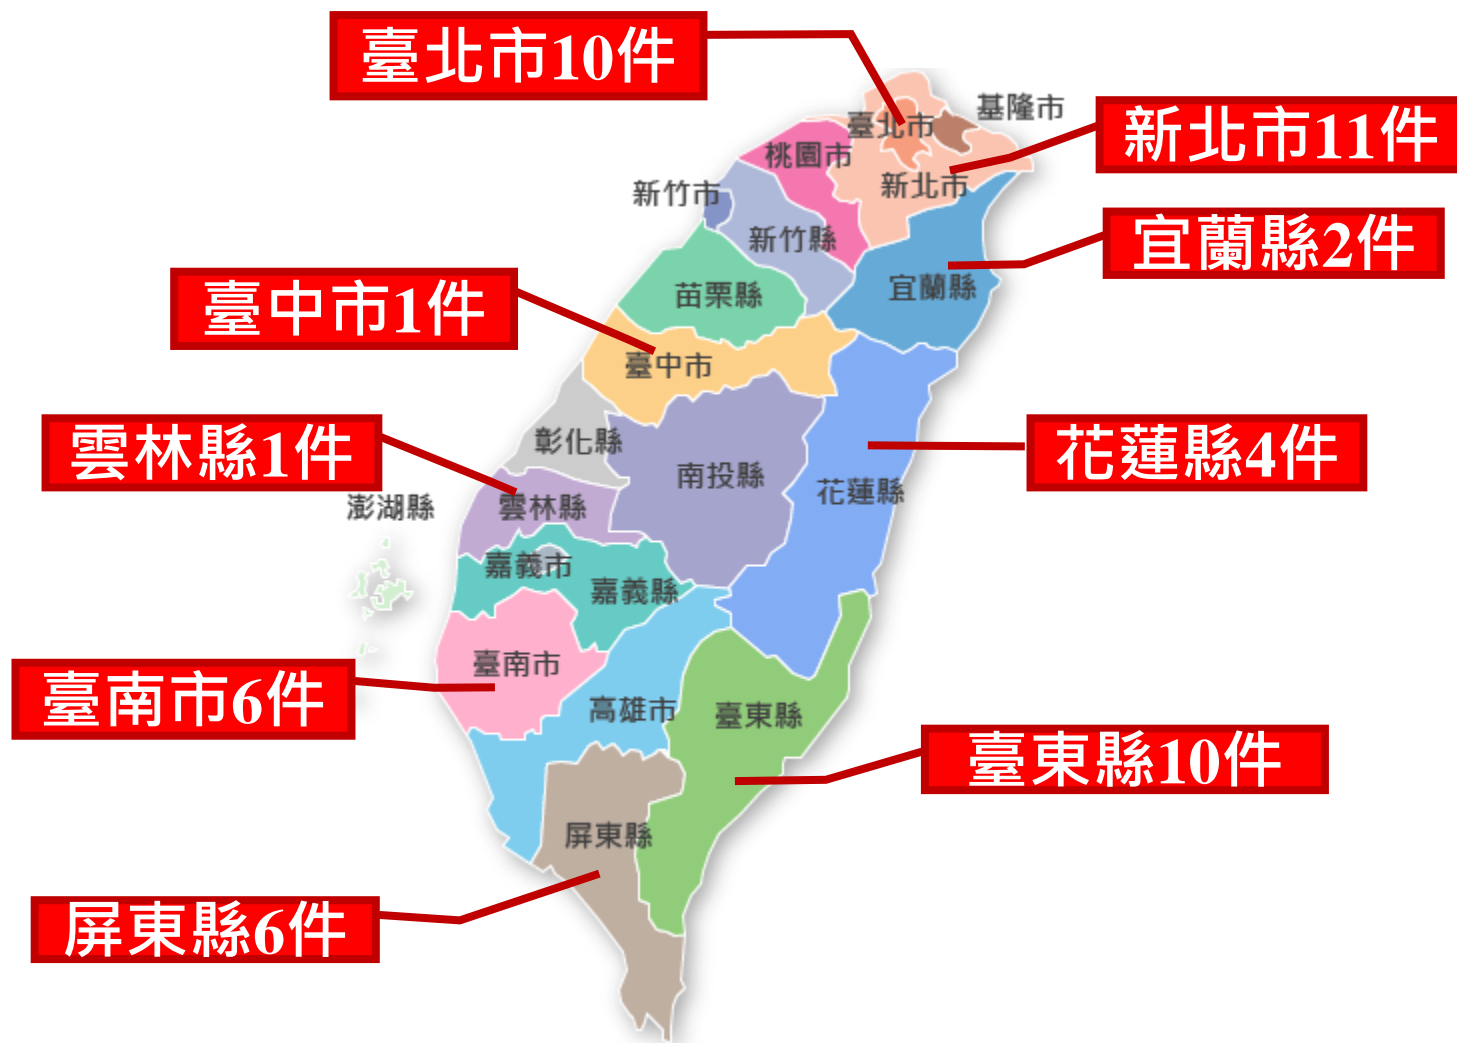 臺北市10件
基隆市
新北市11件
臺北市
桃園市
新北市
新竹市
宜蘭縣2件
新竹縣
宜蘭縣
臺中市1件
苗栗縣
臺中市
雲林縣1件
彰化縣
花蓮縣4件
南投縣
花蓮縣
澎湖縣
雲林縣
嘉義市
嘉義縣
臺南市
臺南市6件
高雄市
臺東縣
臺東縣10件
屏東縣
屏東縣6件